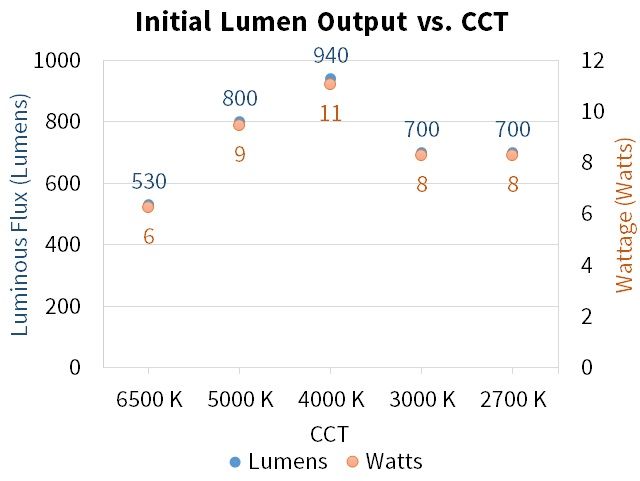 Initial Lumen Output vs. CCT
1000
800
600
400
200
0
Luminous Flux (Lumens)
530
800
940
700
700
6
9
11
8
8
12
10
8
6
4
2
0
Wattage (Watts)
6500 K
5000 K
4000 K
3000 K
2700 K
CCT
Lumens
Watts